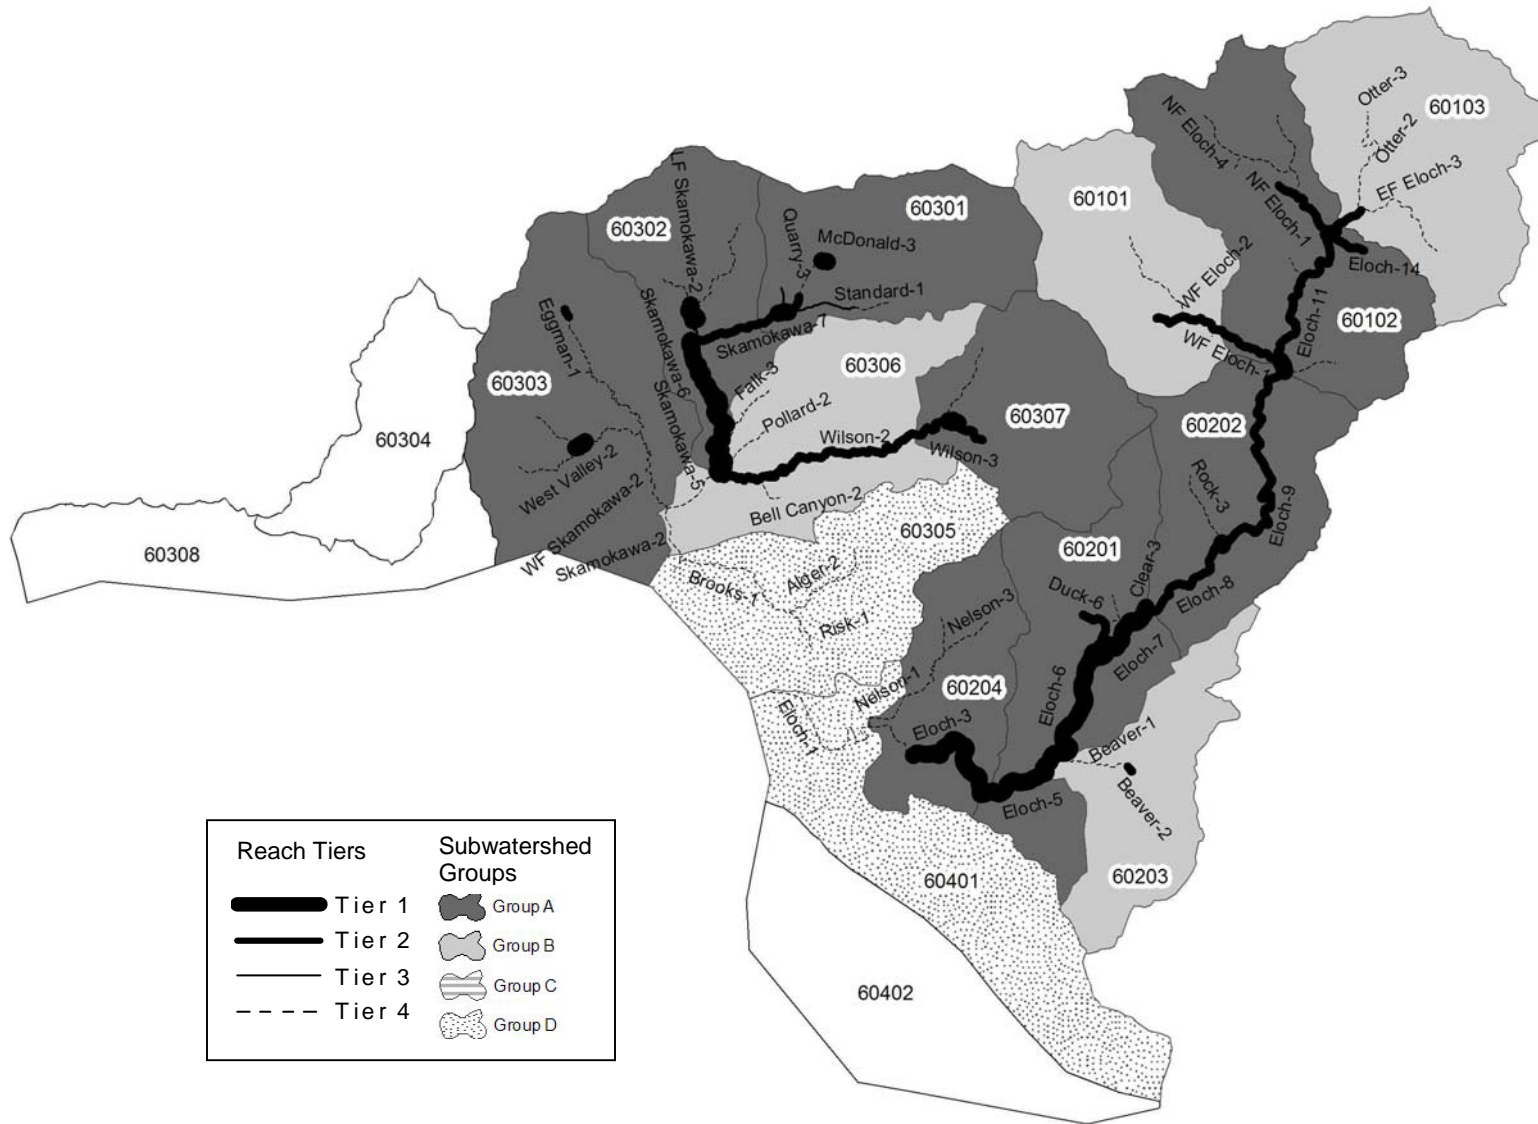 Otter-3
60103
NF Eloch-4
Otter-2
EF Eloch-3
LF Skamokawa-2
60101
NF Eloch-1
60301
60302
Quarry-3
McDonald-3
WF Eloch-2
Eloch-14
Standard-1
Eggman-1
Skamokawa-6
Skamokawa-7
Eloch-11
60102
WF Eloch-1
60303
Falk-3
60306
Skamokawa-5
Pollard-2
60307
60202
60304
Wilson-2
Wilson-3
West Valley-2
Rock-3
Eloch-9
Bell Canyon-2
WF Skamokawa-2
60305
60308
Skamokawa-2
60201
Clear-3
Alger-2
Brooks-1
Duck-6
Eloch-8
Nelson-3
Risk-1
Eloch-7
Nelson-1
60204
Eloch-6
Eloch-1
Eloch-3
Beaver-1
Eloch-5
Beaver-2
60401
60203
60402
Reach Tiers
Tier 1
Tier 2
Tier 3
Tier 4
Subwatershed
Groups
Group A
Group B
Group C
Group D